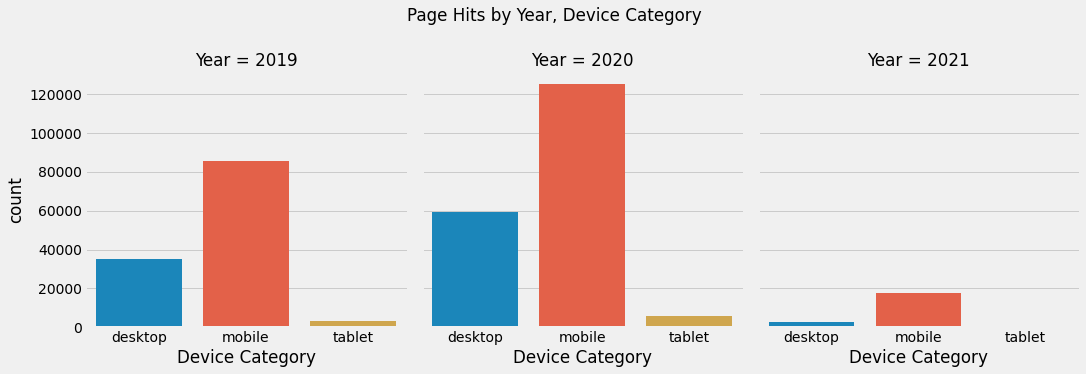 Page Hits by Year, Device Category
Year = 2019
Year = 2020
Year = 2021
120000
100000
80000
60000
40000
20000
0
count
desktop mobile tablet
desktop mobile tablet
desktop mobile tablet
Device Category
Device Category
Device Category